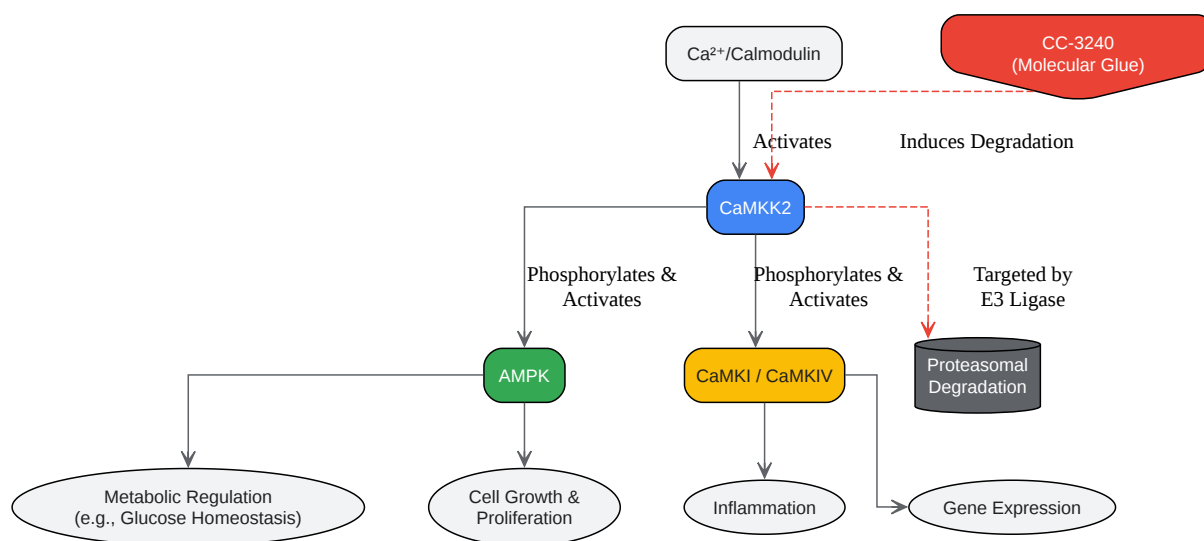 Ca²⁺/Calmodulin
CC-3240
(Molecular Glue)
Activates
Induces Degradation
CaMKK2
Phosphorylates &
Activates
Phosphorylates &
Activates
Targeted by
E3 Ligase
AMPK
CaMKI / CaMKIV
Proteasomal
Degradation
Metabolic Regulation
(e.g., Glucose Homeostasis)
Cell Growth &
Proliferation
Inflammation
Gene Expression